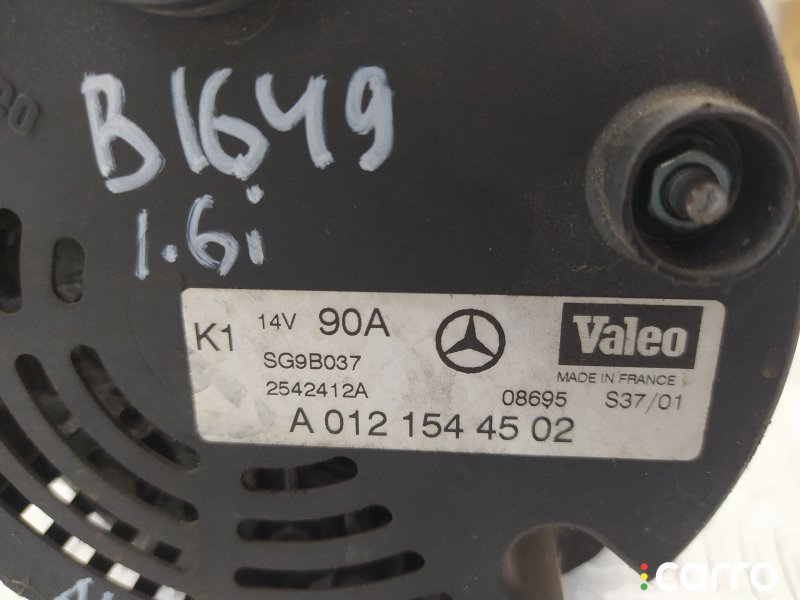 B1649
1.6i
K1 14V 90A
SG9B037
2542412A
Valeo
MADE IN FRANCE
08695 S37/01
A 012 154 45 02
carro